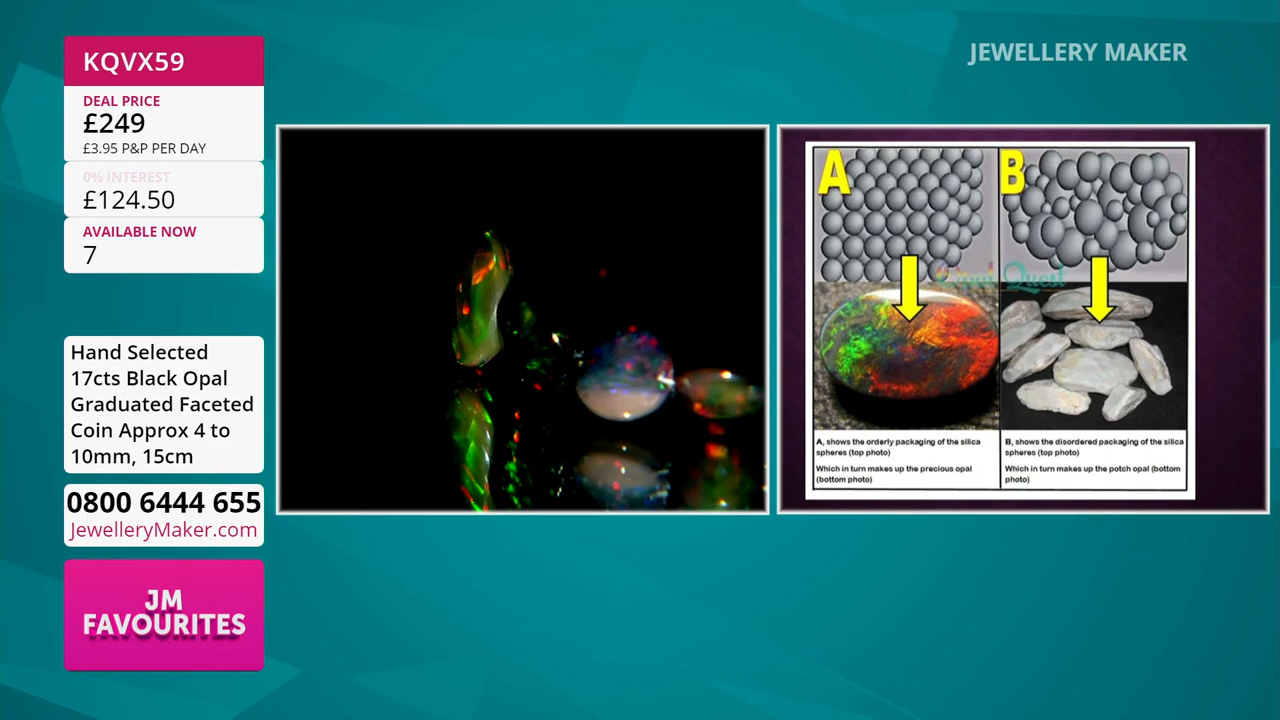 KQVX59
DEAL PRICE
£249
£3.95 P&P PER DAY
0% INTEREST
£124.50
AVAILABLE NOW
7
Hand Selected
17cts Black Opal
Graduated Faceted
Coin Approx 4 to
10mm, 15cm
0800 6444 655
JewelleryMaker.com
JM
FAVOURITES
JEWELLERY MAKER
A
B
Quest
A, shows the orderly packaging of the silica
spheres (top photo)
Which in turn makes up the precious opal
(bottom photo)
B, shows the disordered packaging of the silica
spheres (top photo)
Which in turn makes up the potch opal (bottom
photo)